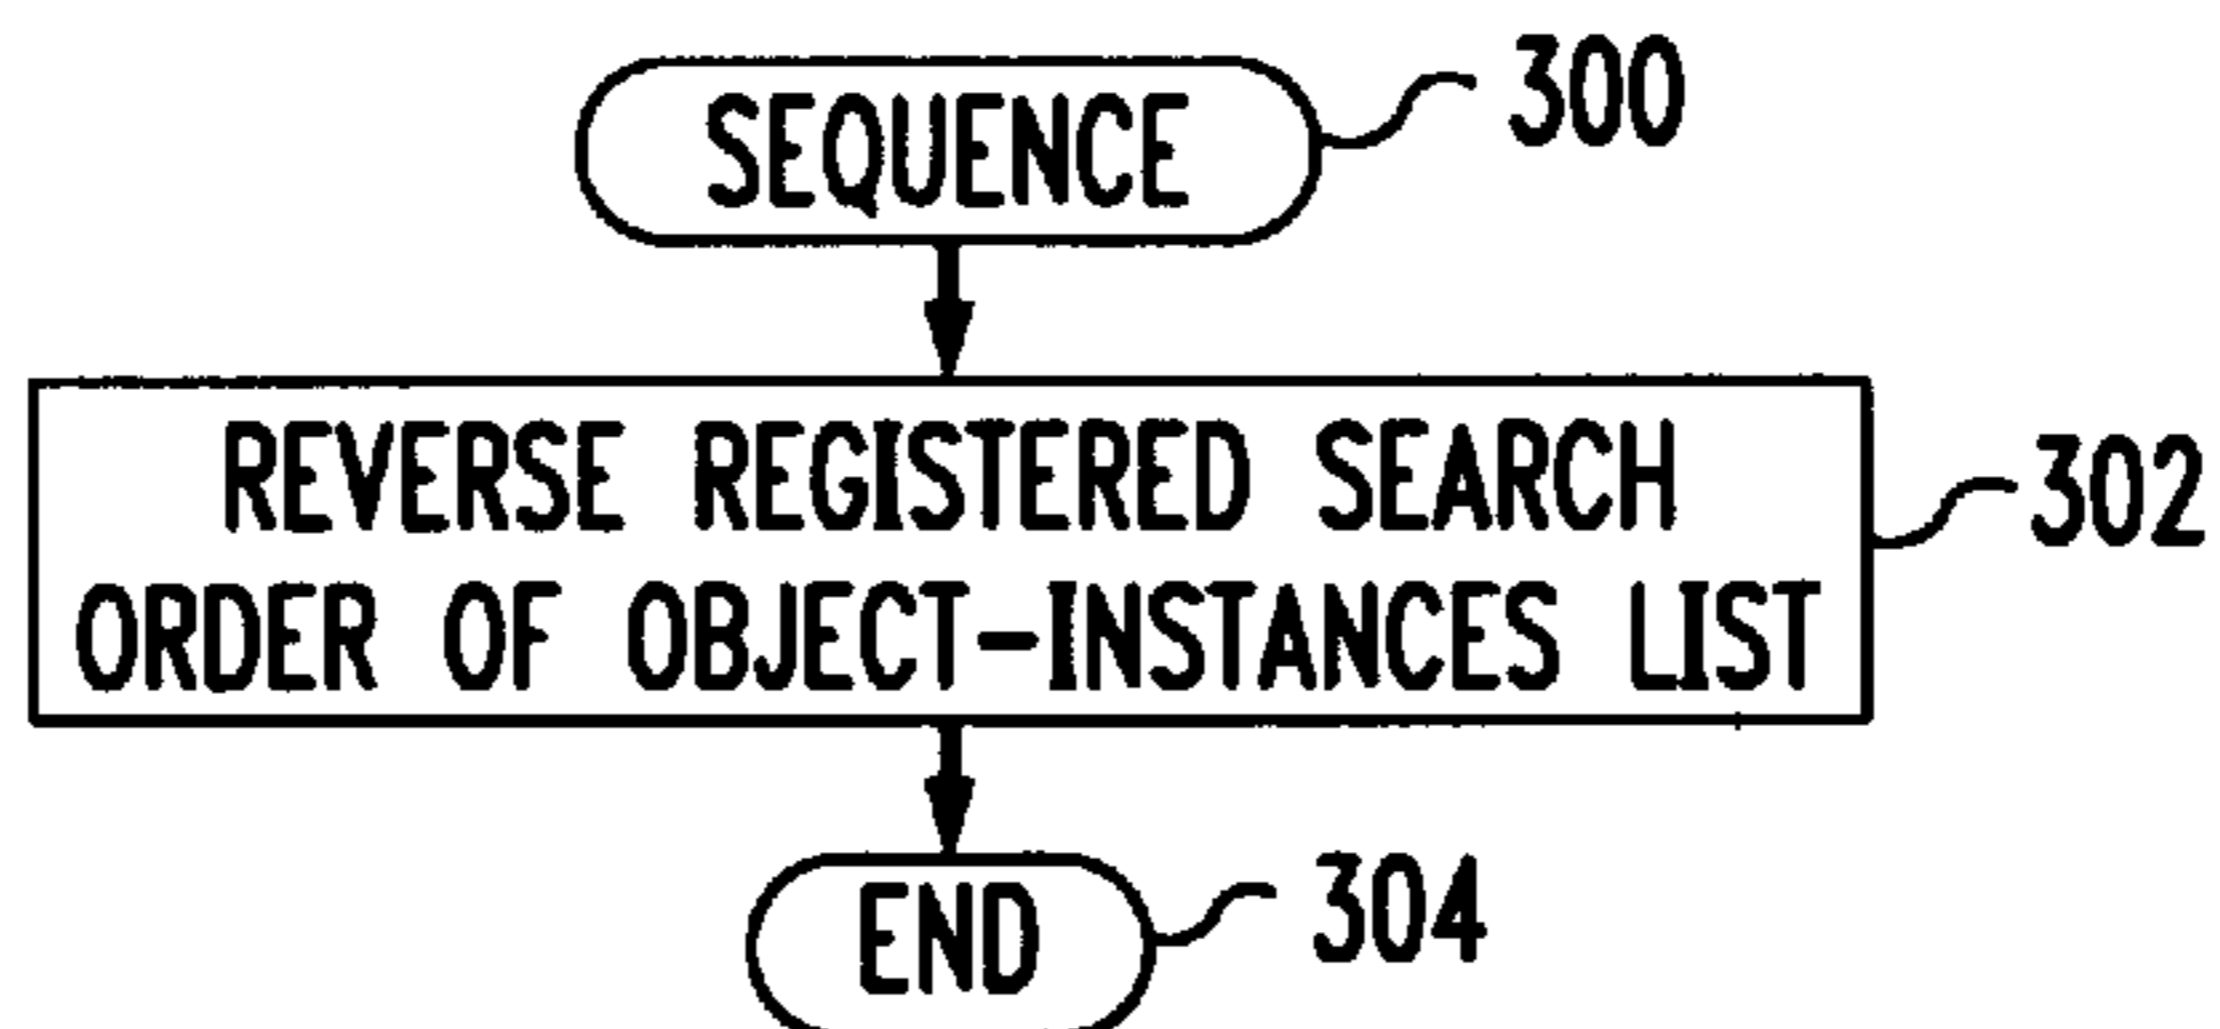 SEQUENCE
300
REVERSE REGISTERED SEARCH
ORDER OF OBJECT-INSTANCES LIST
302
END
304